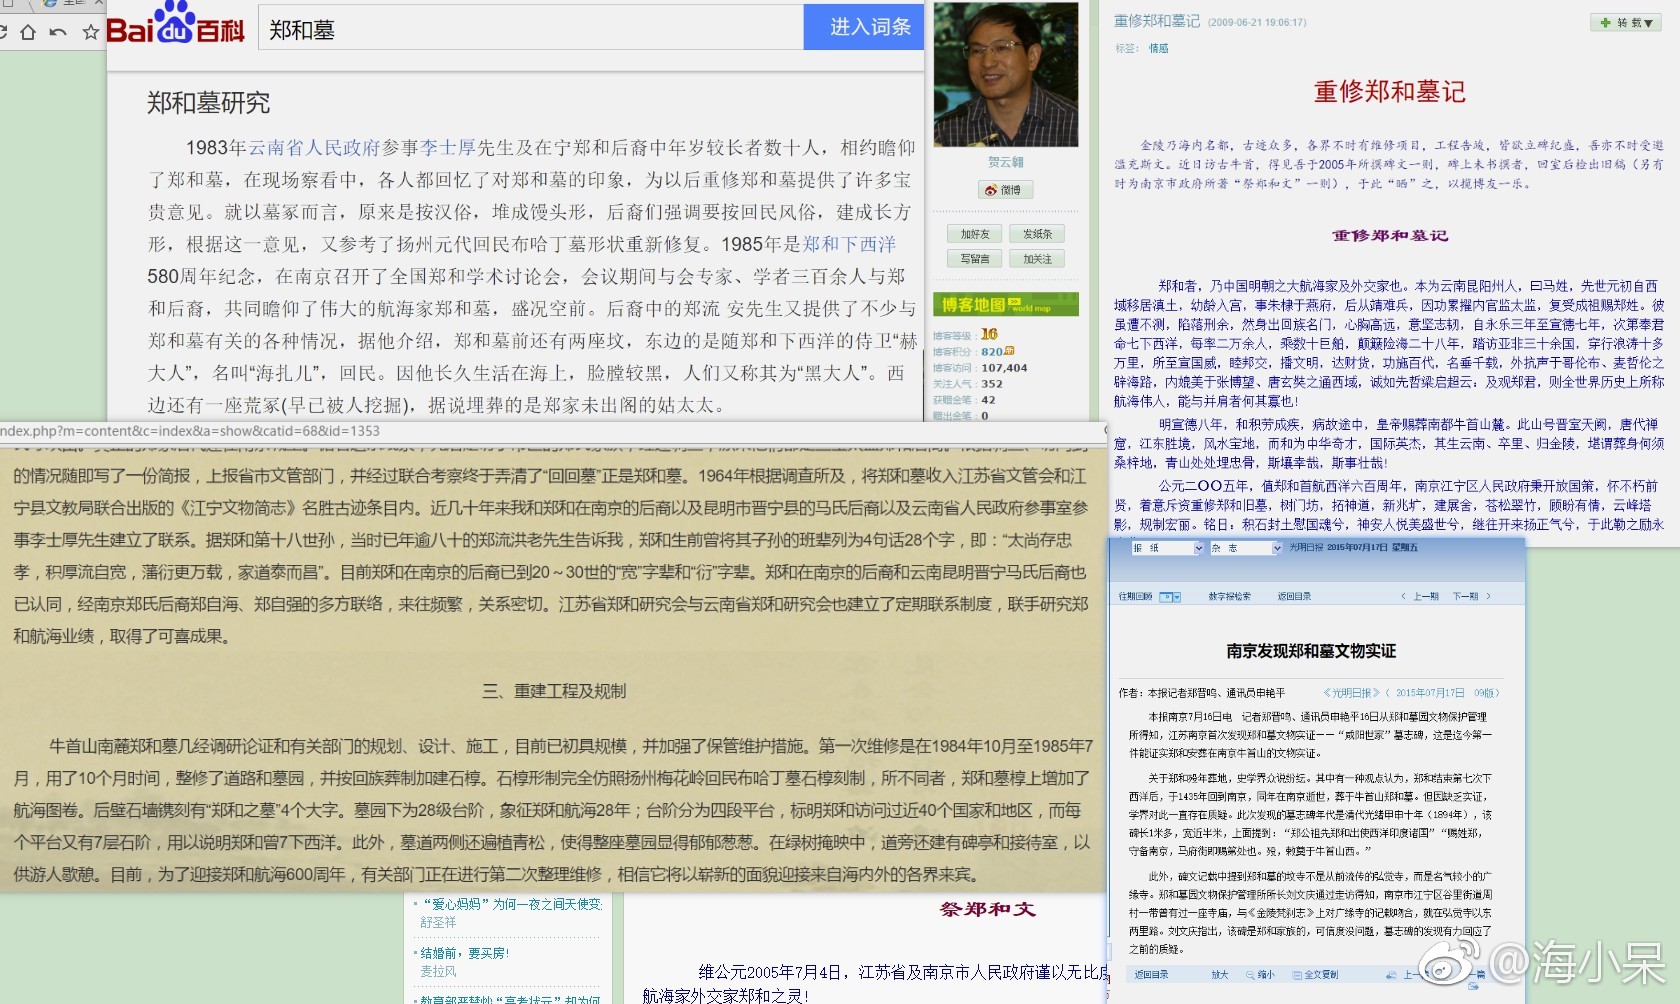 Bai du 百科
郑和墓
进入词条
郑和墓研究
1983年云南省人民政府参事李士厚先生及在宁郑和后裔中年岁较长者数十人，相约瞻仰
了郑和墓，在现场察看中，各人都回忆了对郑和墓的印象，为以后重修郑和墓提供了许多宝
贵意见。就以墓冢而言，原来是按汉俗，堆成馒头形，后裔们强调要按回民风俗，建成长方
形，根据这一意见，又参考了扬州元代回民布哈丁墓形状重新修复。1985年是郑和下西洋
580周年纪念，在南京召开了全国郑和学术讨论会，会议期间与会专家、学者三百余人与郑
和后裔，共同瞻仰了伟大的航海家郑和墓，盛况空前。后裔中的郑流 安先生又提供了不少与
郑和墓有关的各种情况，据他介绍，郑和墓前还有两座坟，东边的是随郑和下西洋的侍卫“赫
大人”，名叫“海扎儿”，回民。因他长久生活在海上，脸膛较黑，人们又称其为“黑大人”。西
边还有一座荒冢(早已被人挖掘)，据说埋葬的是郑家未出阁的姑太太。
贺云翱
微博
加好友
发纸条
写留言
加关注
博客地图 world map
博客等级：16
博客积分：820
博客访问：107,404
关注人气：352
获赠金笔：42
赠出金笔：0
重修郑和墓记 (2009-06-21 19:06:17)
转载▼
标签： 情感
重修郑和墓记
金陵乃海内名都，古迹众多，各界不时有维修项目，工程告竣，皆欲立碑纪盛，吾亦不时受邀
滥充斯文。近日访古牛首，得见吾于2005年所撰碑文一则，碑上未书撰者，回室后检出旧稿（另有
时为南京市政府所著“祭郑和文”一则），于此“晒”之，以搅博友一乐。
重修郑和墓记
郑和者，乃中国明朝之大航海家及外交家也。本为云南昆阳州人，曰马姓，先世元初自西
域移居滇土，幼龄入宫，事朱棣于燕府，后从靖难兵，因功累擢内官监太监，复受成祖赐郑姓。彼
虽遭不测，陷落刑余，然身出回族名门，心胸高远，意坚志韧，自永乐三年至宣德七年，次第奉君
命七下西洋，每率二万余人，乘数十巨舶，颠簸险海二十八年，踏访亚非三十余国，穿行浪涛十多
万里，所至宣国威，睦邦交，播文明，达财货，功施百代，名垂千载，外抗声于哥伦布、麦哲伦之
辟海路，内媲美于张博望、唐玄奘之通西域，诚如先哲梁启超云：及观郑君，则全世界历史上所称
航海伟人，能与并肩者何其寡也！
明宣德八年，和积劳成疾，病故途中，皇帝赐葬南都牛首山麓。此山号晋室天阙，唐代禅
窟，江东胜境，风水宝地，而和为中华奇才，国际英杰，其生云南、卒里、归金陵，堪谓葬身何须
桑梓地，青山处处埋忠骨，斯壤幸哉，斯事壮哉！
公元二OO五年，值郑和首航西洋六百周年，南京江宁区人民政府秉开放国策，怀不朽前
贤，着意斥资重修郑和旧墓，树门坊，拓神道，新兆圹，建展舍，苍松翠竹，顾盼有情，云峰塔
影，规制宏丽。铭曰：积石封土慰国魂兮，神安人悦美盛世兮，继往开来扬正气兮，于此勒之励永
ndex.php?m=content&c=index&a=show&catid=68&id=1353
的情况随即写了一份简报，上报省市文管部门，并经过联合考察终于弄清了“回回墓”正是郑和墓。1964年根据调查所及，将郑和墓收入江苏省文管会和江
宁县文教局联合出版的《江宁文物简志》名胜古迹条目内。近几十年来我和郑和在南京的后裔以及昆明市晋宁县的马氏后裔以及云南省人民政府参事室参
事李士厚先生建立了联系。据郑和第十八世孙，当时已年逾八十的郑流洪老先生告诉我，郑和生前曾将其子孙的班辈列为4句话28个字，即：“太尚存忠
孝，积厚流自宽，藩衍更万载，家道泰而昌”。目前郑和在南京的后裔已到20～30世的“宽”字辈和“衍”字辈。郑和在南京的后裔和云南昆明晋宁马氏后裔也
已认同，经南京郑氏后裔郑自海、郑自强的多方联络，来往频繁，关系密切。江苏省郑和研究会与云南省郑和研究会也建立了定期联系制度，联手研究郑
和航海业绩，取得了可喜成果。
三、重建工程及规制
牛首山南麓郑和墓几经调研论证和有关部门的规划、设计、施工，目前已初具规模，并加强了保管维护措施。第一次维修是在1984年10月至1985年7
月，用了10个月时间，整修了道路和墓园，并按回族葬制加建石椁。石椁形制完全仿照扬州梅花岭回民布哈丁墓石椁刻制，所不同者，郑和墓椁上增加了
航海图卷。后壁石墙镌刻有“郑和之墓”4个大字。墓园下为28级台阶，象征郑和航海28年；台阶分为四段平台，标明郑和访问过近40个国家和地区，而每
个平台又有7层石阶，用以说明郑和曾7下西洋。此外，墓道两侧还遍植青松，使得整座墓园显得郁郁葱葱。在绿树掩映中，道旁还建有碑亭和接待室，以
供游人歇憩。目前，为了迎接郑和航海600周年，有关部门正在进行第二次整理维修，相信它将以崭新的面貌迎接来自海内外的各界来宾。
报 纸 杂 志 光明日报 2015年07月17日 星期五
往期回顾 数字报检索 返回目录 上一期 下一期
南京发现郑和墓文物实证
作者：本报记者郑晋鸣、通讯员申艳平 《光明日报》（ 2015年07月17日 09版）
本报南京7月16日电 记者郑晋鸣、通讯员申艳平16日从郑和墓园文物保护管理
所得知，江苏南京首次发现郑和墓文物实证——“咸阳世家”墓志碑，这是迄今第一
件能证实郑和安葬在南京牛首山的文物实证。
关于郑和晚年葬地，史学界众说纷纭。其中有一种观点认为，郑和结束第七次下
西洋后，于1435年回到南京，同年在南京逝世，葬于牛首山郑和墓。但因缺乏实证，
学界对此一直存在质疑。此次发现的墓志碑年代是清代光绪甲申十年（1894年），该
碑长1米多，宽近半米，上面提到：“郑公祖先郑和出使西洋印度诸国”“赐姓郑，
守备南京，马府街即赐第处也。殁，敕葬于牛首山西。”
此外，碑文记载中提到郑和墓的坟寺不是从前流传的弘觉寺，而是名气较小的广
缘寺。郑和墓园文物保护管理所所长刘文庆通过走访得知，南京市江宁区谷里街道周
村一带曾有过一座寺庙，与《金陵梵刹志》上对广缘寺的记载吻合，就在弘觉寺以东
两里路。刘文庆指出，该碑是郑和家族的，可信度没问题，墓志碑的发现有力回应了
之前的质疑。
返回目录 放大 缩小 全文复制 上一
“爱心妈妈”为何一夜之间天使变
舒圣祥
结婚前，要买房！
麦拉风
教育部严禁炒“高考状元”却为何
祭郑和文
维公元2005年7月4日，江苏省及南京市人民政府谨以无比虔
航海家外交家郑和之灵！
@海小呆